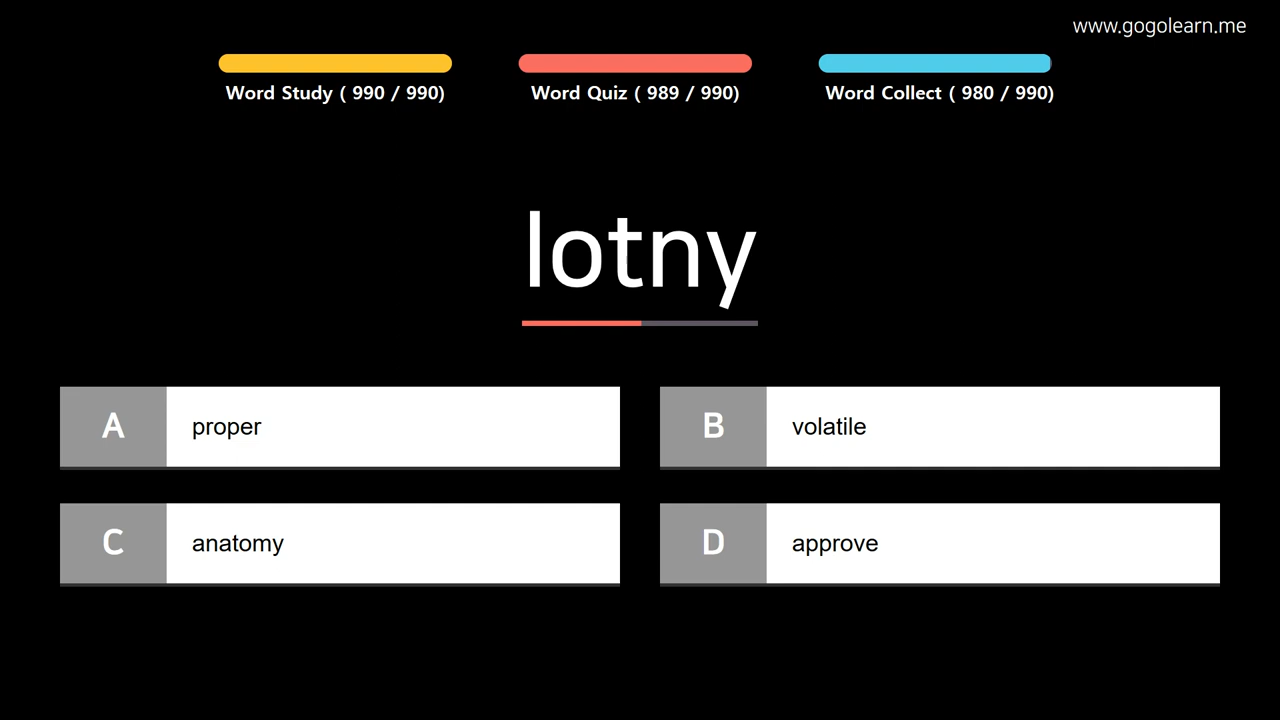 www.gogolearn.me
Word Study ( 990 / 990)
Word Quiz ( 989 / 990)
Word Collect ( 980 / 990)
lotny
A proper
B volatile
C anatomy
D approve